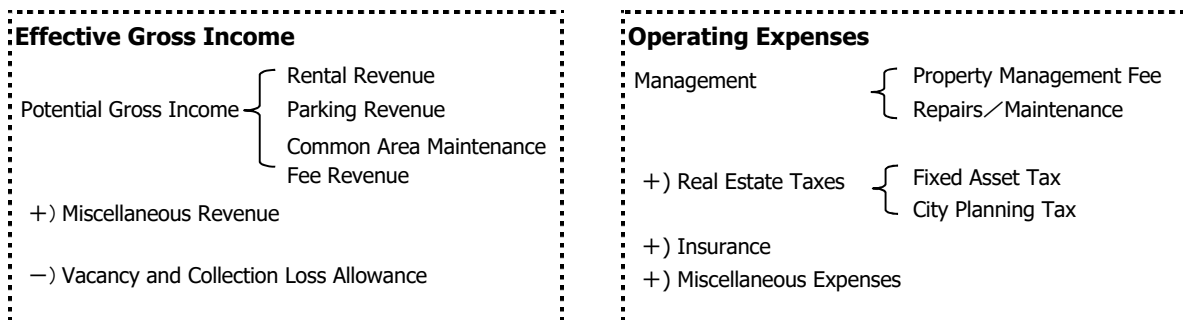 Effective Gross Income
Rental Revenue
Potential Gross Income
Parking Revenue
Common Area Maintenance
Fee Revenue
+) Miscellaneous Revenue
－) Vacancy and Collection Loss Allowance
Operating Expenses
Management
Property Management Fee
Repairs／Maintenance
+) Real Estate Taxes
Fixed Asset Tax
City Planning Tax
+) Insurance
+) Miscellaneous Expenses